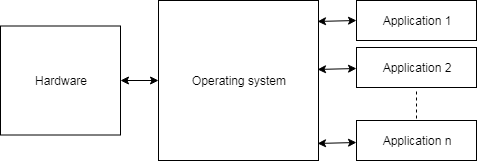 Hardware
Operating system
Application 1
Application 2
Application n